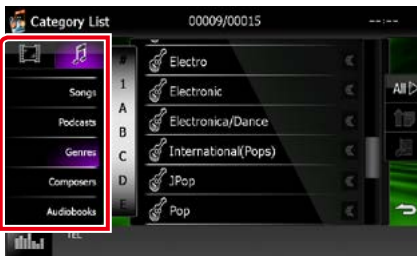 Category List 00009/00015 --:--
#
1
A
B
C
D
E
Songs
Podcasts
Genres
Composers
Audiobooks
Electro
Electronic
Electronica/Dance
International(Pops)
JPop
Pop
All
TEL